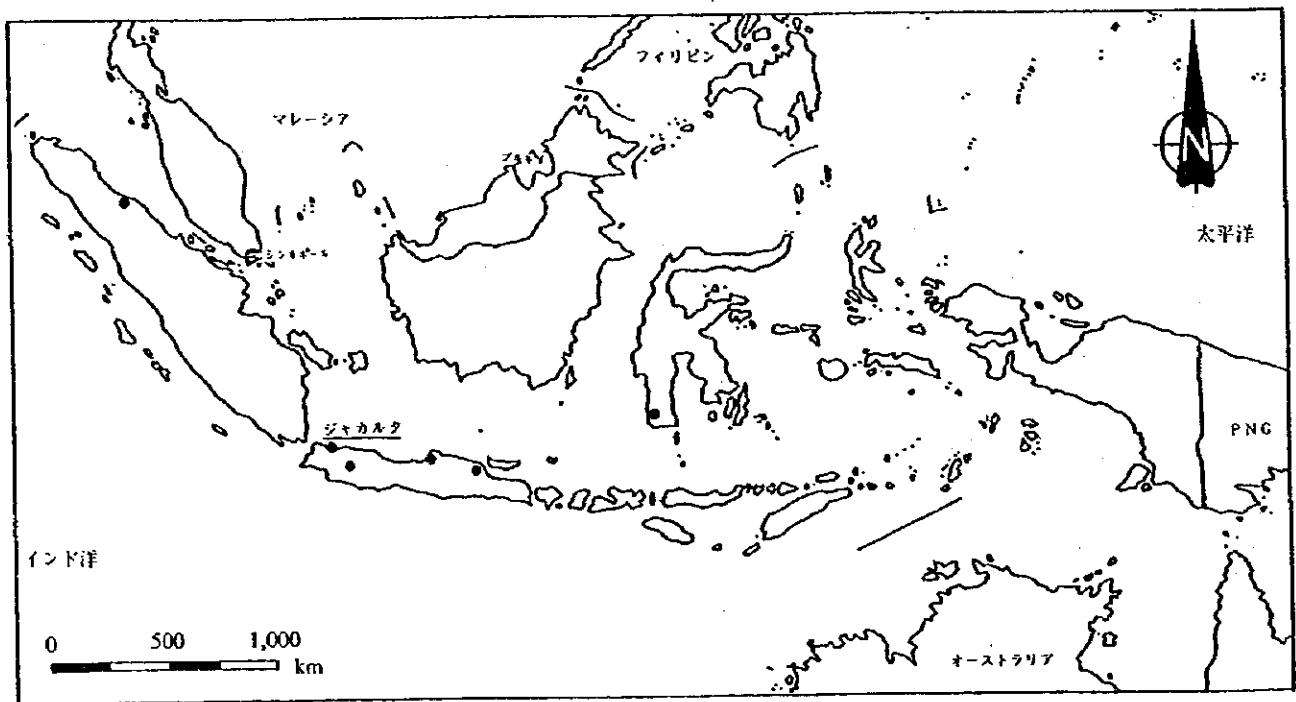 フィリピン
マレーシア
ブルネイ
N
太平洋
シンガポール
ジャカルタ
PNG
インド洋
0 500 1,000
km
オーストラリア